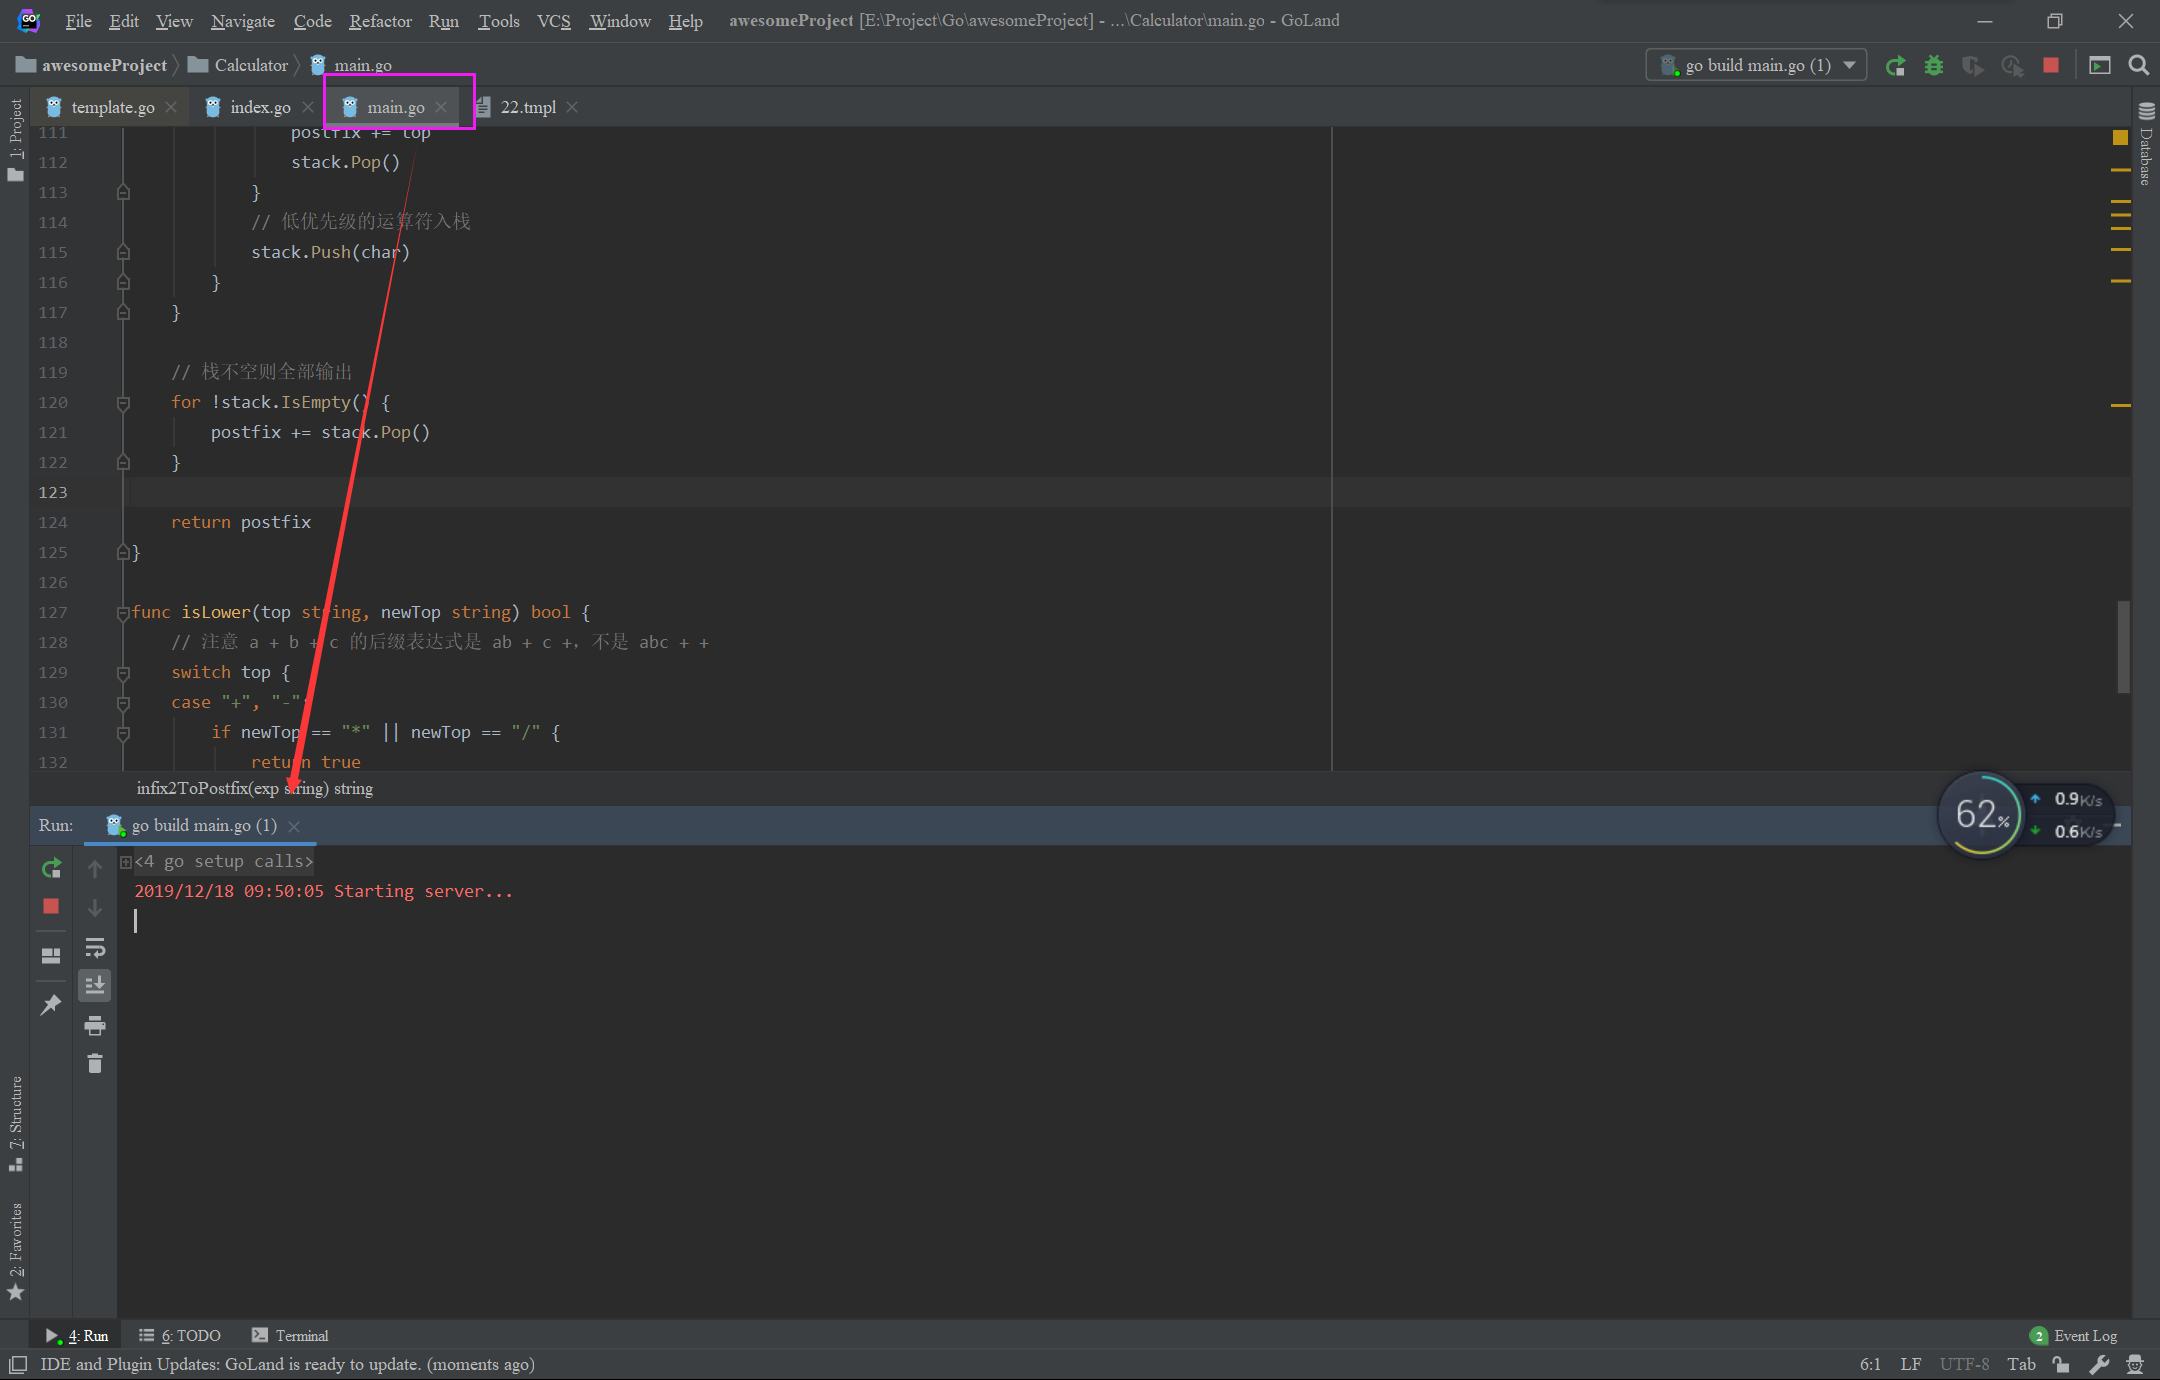 File Edit View Navigate Code Refactor Run Tools VCS Window Help awesomeProject [E:\Project\Go\awesomeProject] - ...\Calculator\main.go - GoLand
awesomeProject Calculator main.go
go build main.go (1)
template.go index.go main.go 22.tmpl
1: Project
Database
111 postfix += top
112 stack.Pop()
113 }
114 // 低优先级的运算符入栈
115 stack.Push(char)
116 }
117 }
118
119 // 栈不空则全部输出
120 for !stack.IsEmpty() {
121 postfix += stack.Pop()
122 }
123
124 return postfix
125 }
126
127 func isLower(top string, newTop string) bool {
128 // 注意 a + b + c 的后缀表达式是 ab + c +，不是 abc + +
129 switch top {
130 case "+", "-":
131 if newTop == "*" || newTop == "/" {
132 return true
infix2ToPostfix(exp string) string
62%
0.9K/s
0.6K/s
Run: go build main.go (1)
<4 go setup calls>
2019/12/18 09:50:05 Starting server...
7: Structure
2: Favorites
4: Run 6: TODO Terminal
2 Event Log
IDE and Plugin Updates: GoLand is ready to update. (moments ago)
6:1 LF UTF-8 Tab